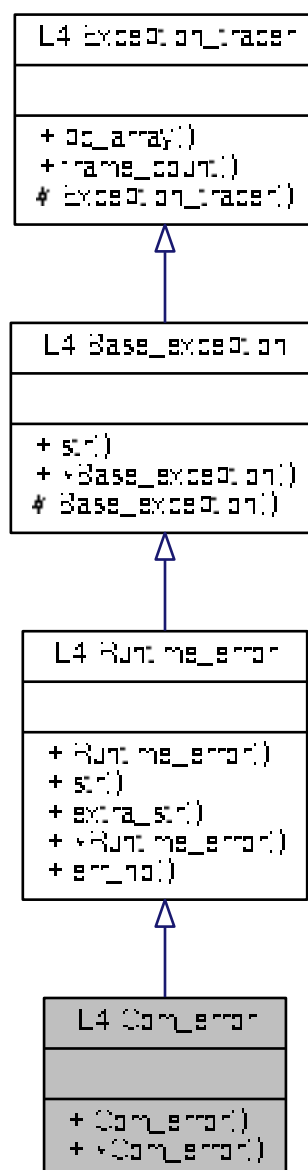 L4 Exception_tracer
+ pc_array()
+ frame_count()
# Exception_tracer()
L4 Base_exception
+ str()
+ ~Base_exception()
# Base_exception()
L4 Runtime_error
+ Runtime_error()
+ str()
+ extra_str()
+ ~Runtime_error()
+ err_no()
L4 Com_error
+ Com_error()
+ ~Com_error()